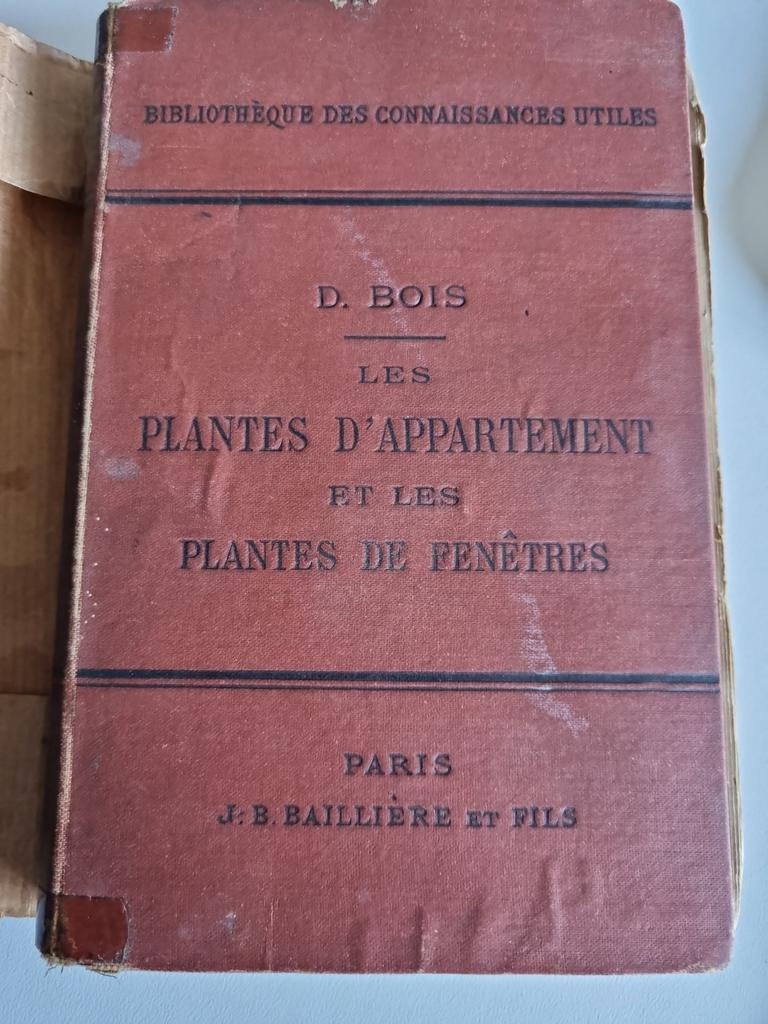 BIBLIOTHÈQUE DES CONNAISSANCES UTILES
D. BOIS
LES
PLANTES D'APPARTEMENT
ET LES
PLANTES DE FENÊTRES
PARIS
J.-B. BAILLIÈRE ET FILS